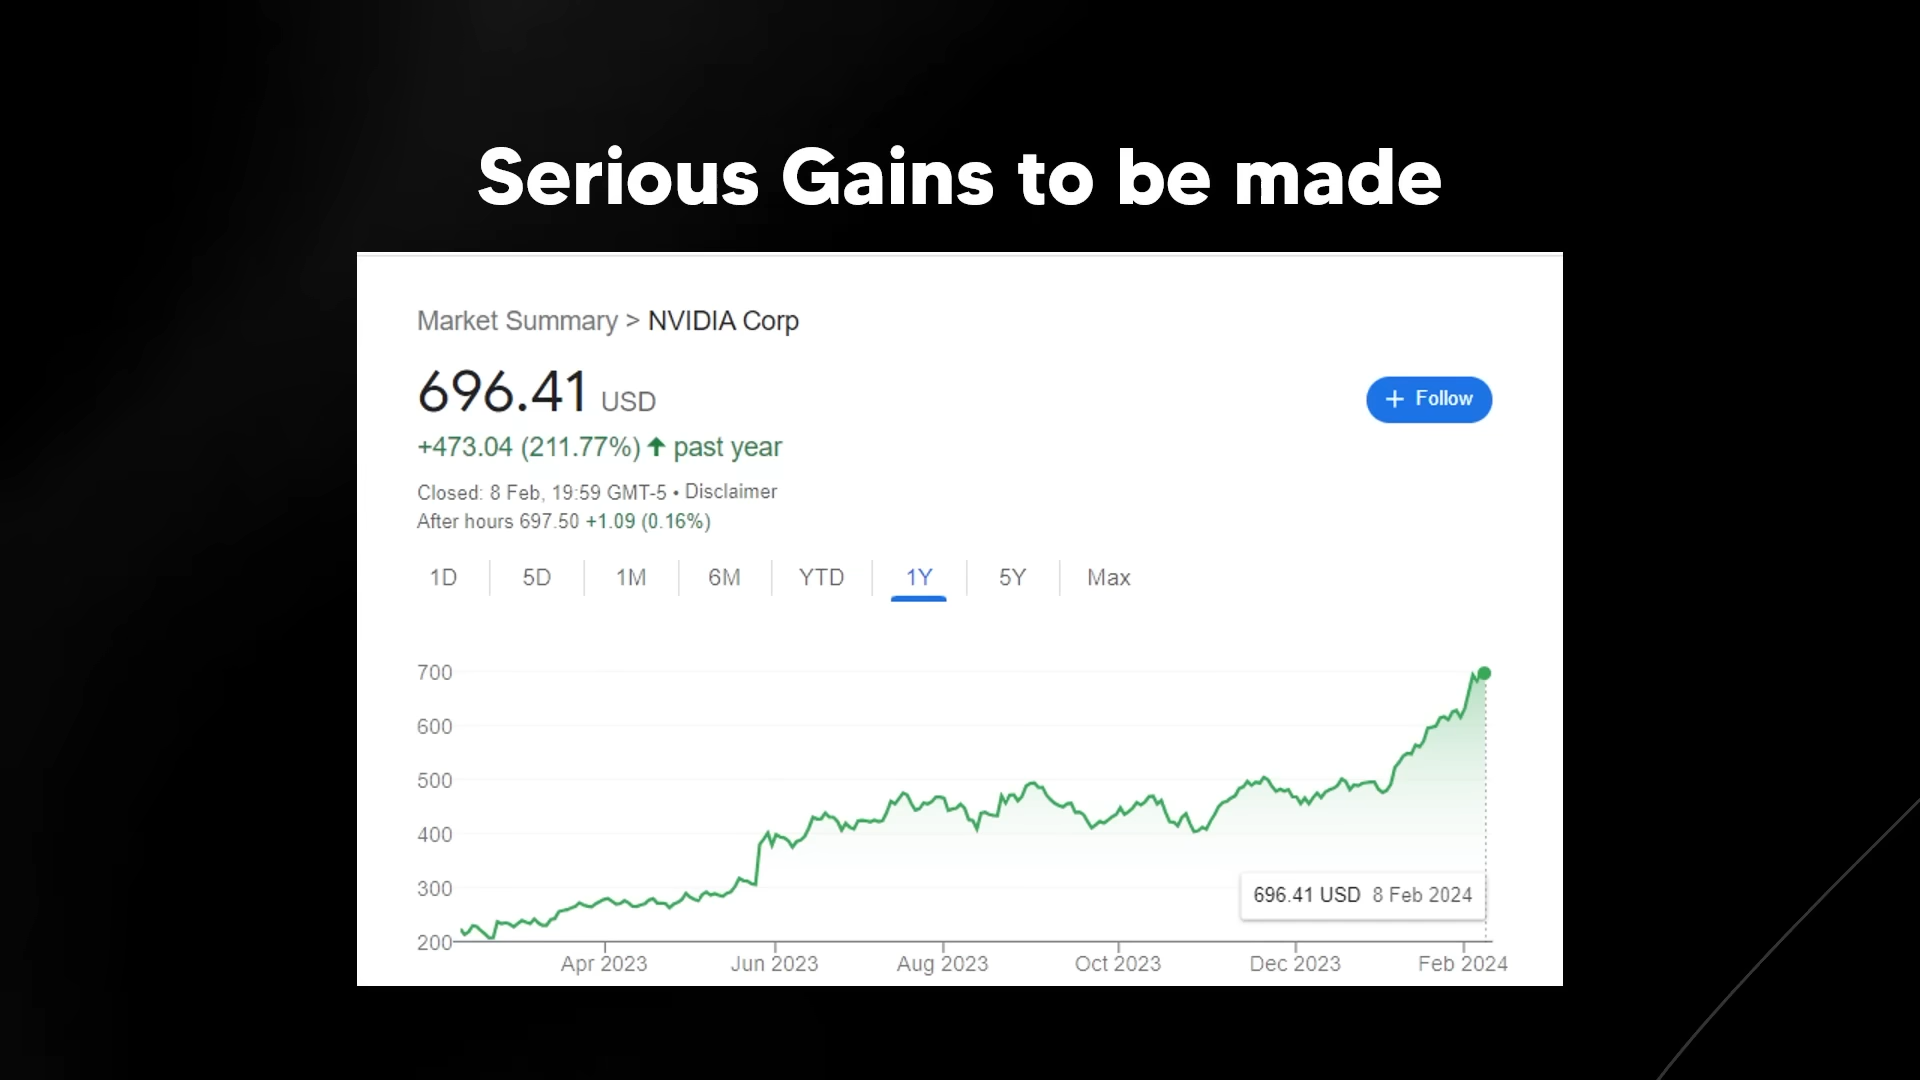 Serious Gains to be made
Market Summary > NVIDIA Corp
696.41 USD
+ Follow
+473.04 (211.77%) ↑ past year
Closed: 8 Feb, 19:59 GMT-5 • Disclaimer
After hours 697.50 +1.09 (0.16%)
1D 5D 1M 6M YTD 1Y 5Y Max
700
600
500
400
300
696.41 USD 8 Feb 2024
200
Apr 2023 Jun 2023 Aug 2023 Oct 2023 Dec 2023 Feb 2024